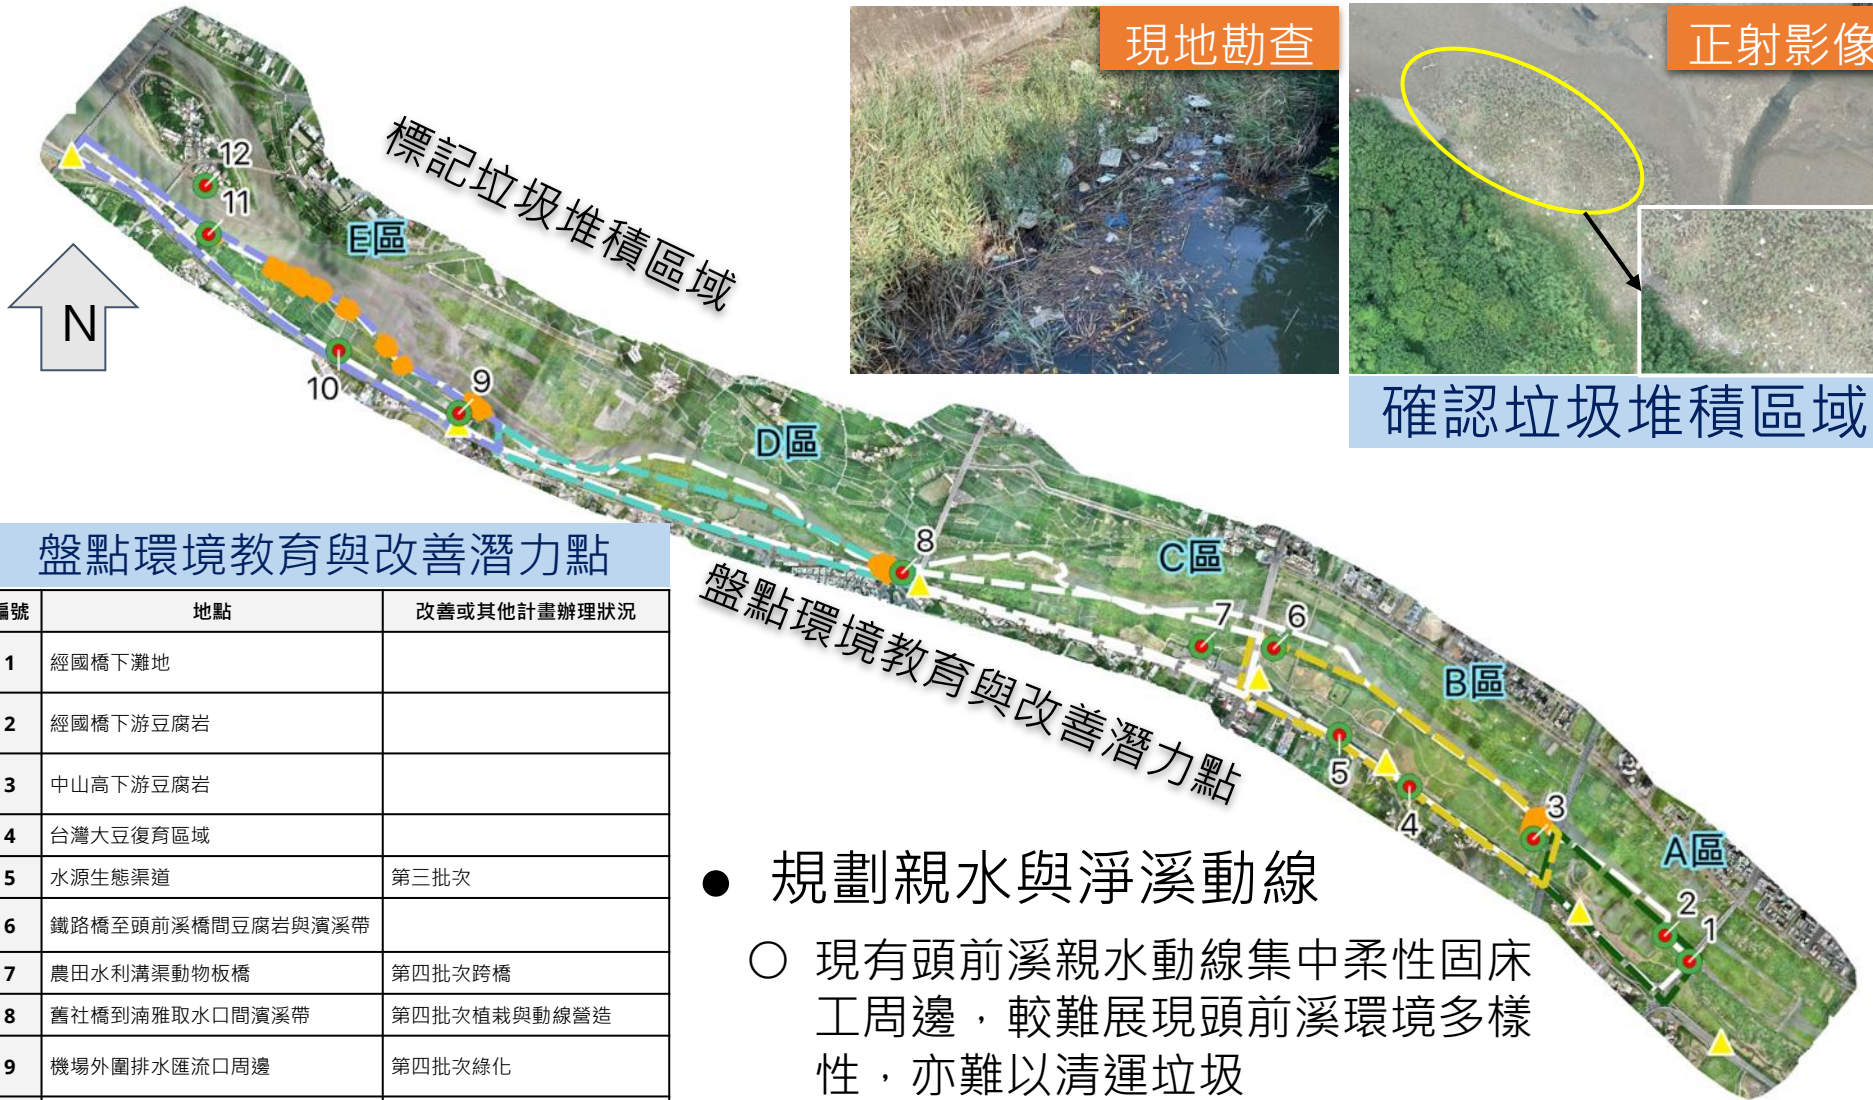 現地勘查
正射影像
確認垃圾堆積區域
標記垃圾堆積區域
N
12
11
E區
10
9
D區
8
C區
7
6
B區
5
4
3
A區
2
1
盤點環境教育與改善潛力點
盤點環境教育與改善潛力點
編號 地點 改善或其他計畫辦理狀況
1 經國橋下灘地
2 經國橋下游豆腐岩
3 中山高下游豆腐岩
4 台灣大豆復育區域
5 水源生態渠道 第三批次
6 鐵路橋至頭前溪橋間豆腐岩與濱溪帶
7 農田水利溝渠動物板橋 第四批次跨橋
8 舊社橋到湳雅取水口間濱溪帶 第四批次植栽與動線營造
9 機場外圍排水匯流口周邊 第四批次綠化
● 規劃親水與淨溪動線
○ 現有頭前溪親水動線集中柔性固床
工周邊，較難展現頭前溪環境多樣
性，亦難以清運垃圾